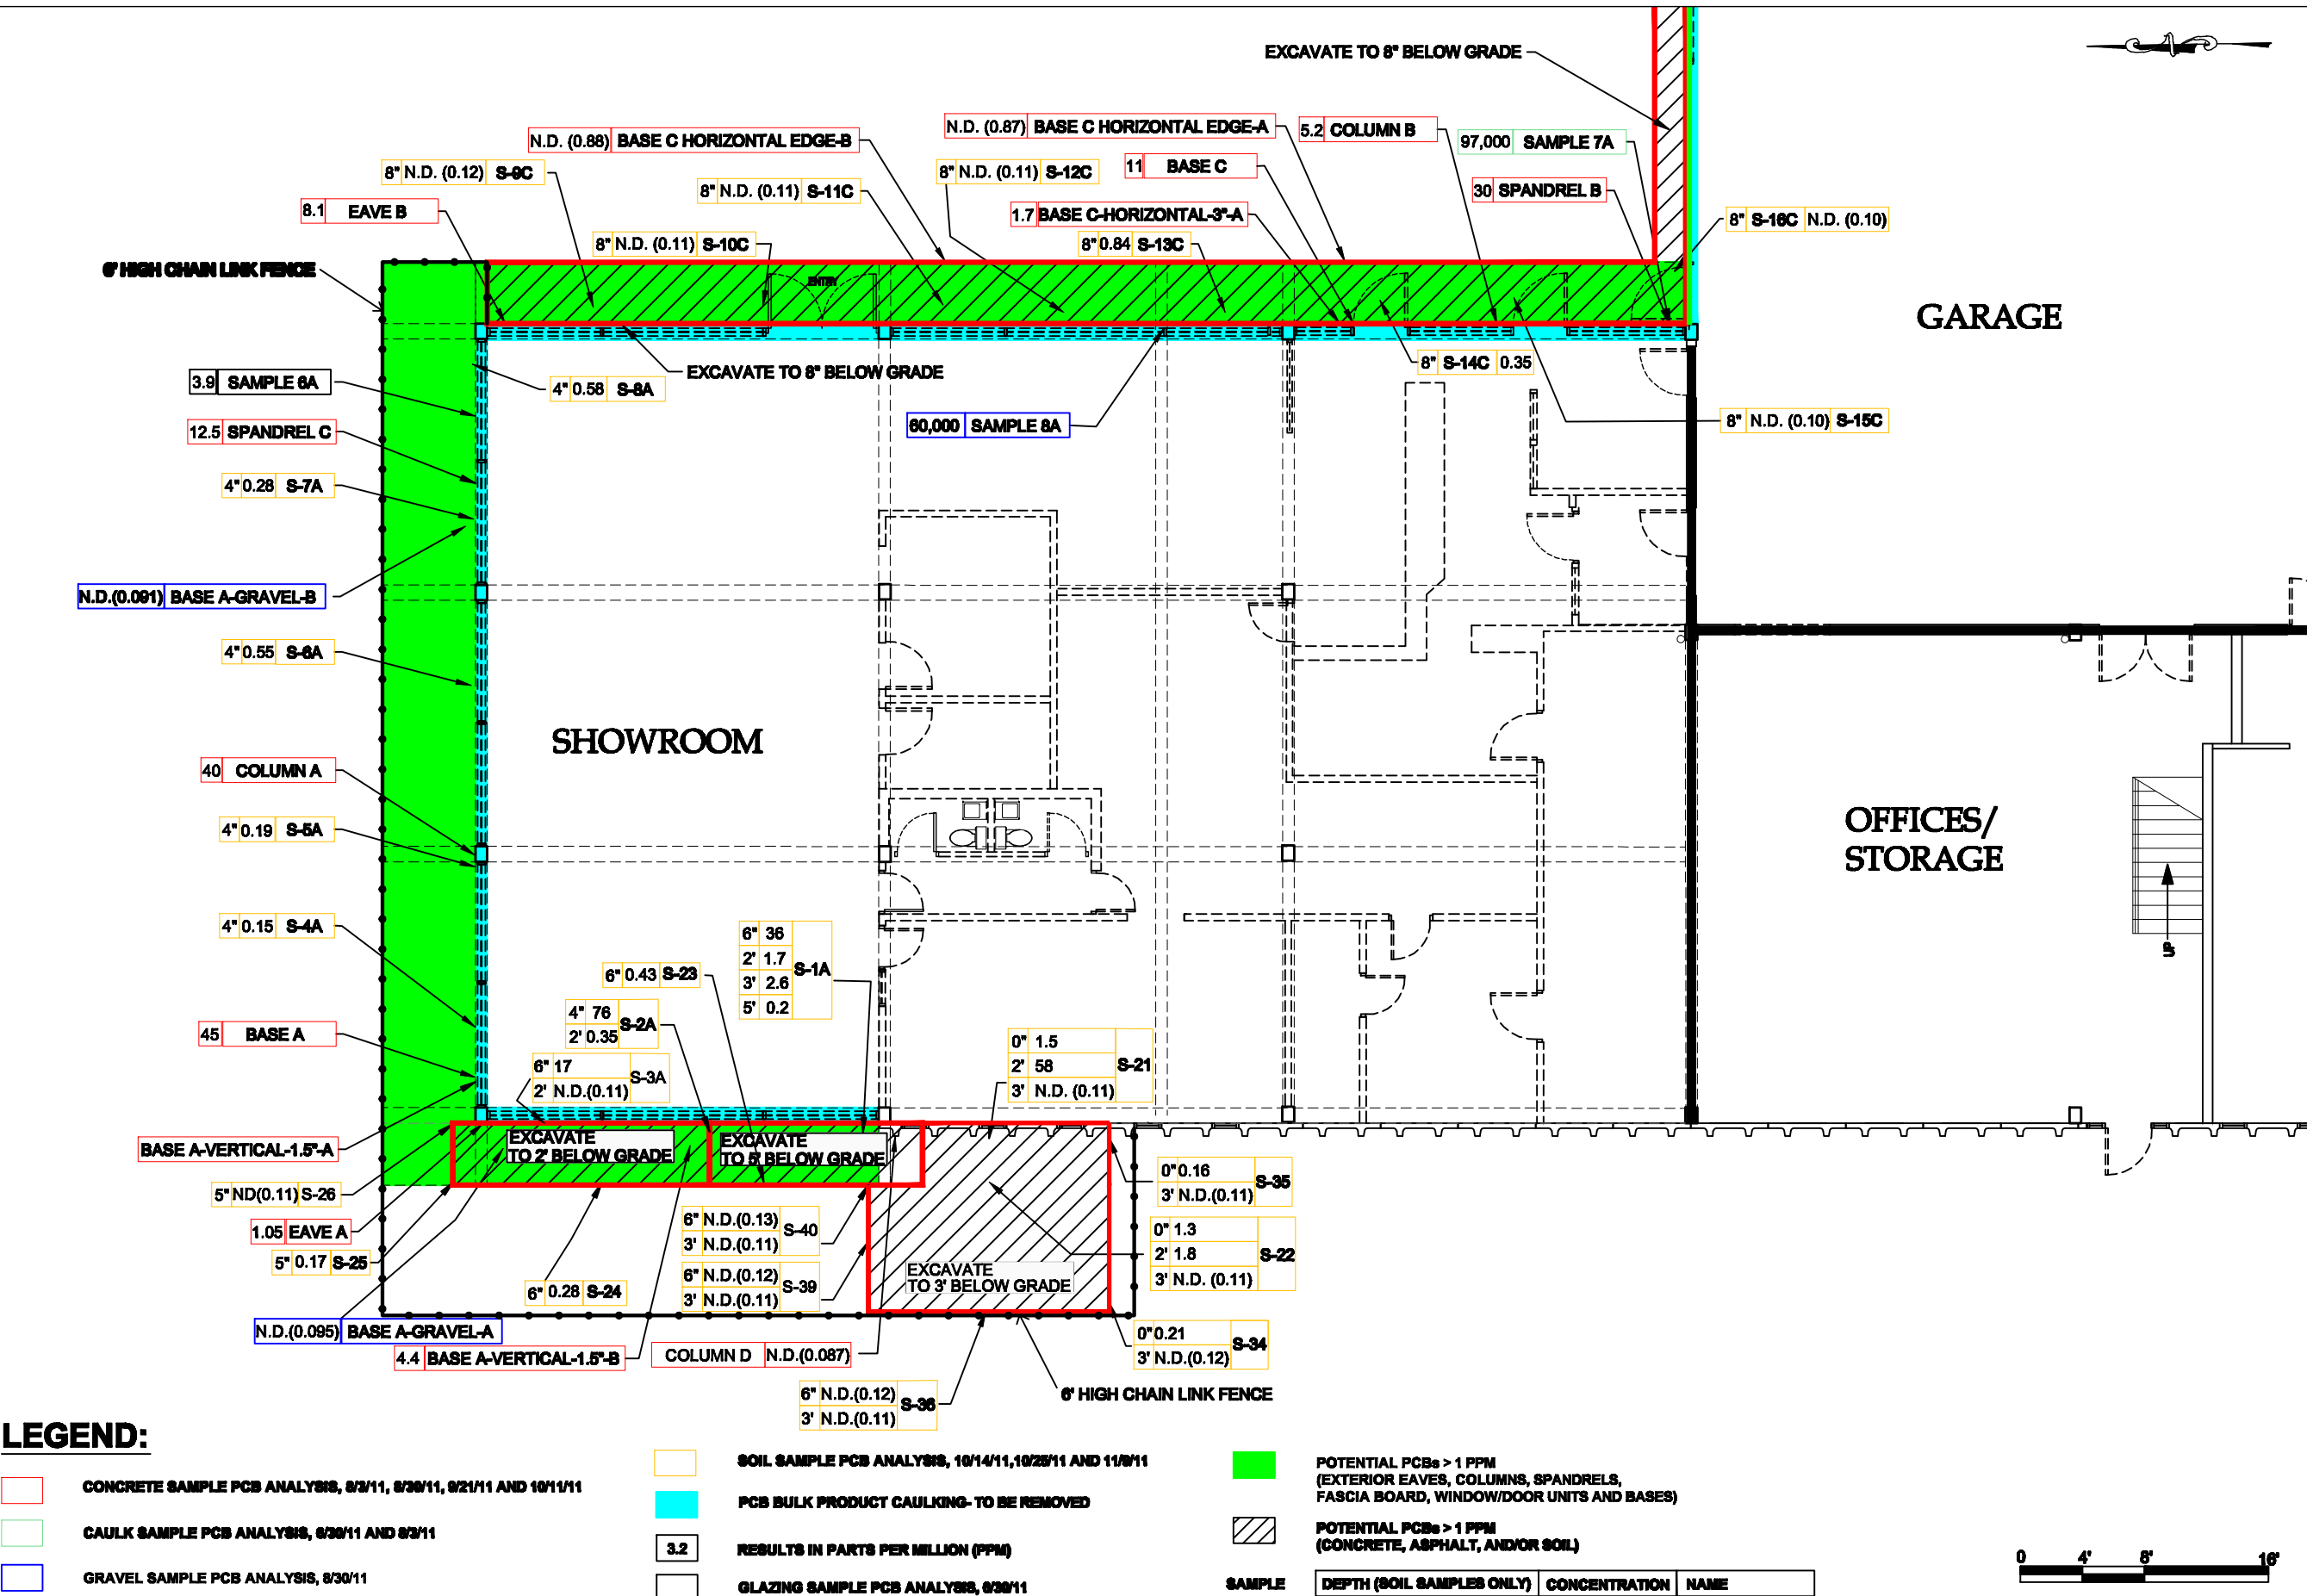 EXCAVATE TO 8" BELOW GRADE
N.D. (0.88) BASE C HORIZONTAL EDGE-B
N.D. (0.87) BASE C HORIZONTAL EDGE-A
5.2 COLUMN B
97,000 SAMPLE 7A
8" N.D. (0.12) S-9C
8" N.D. (0.11) S-11C
8" N.D. (0.11) S-12C
11 BASE C
30 SPANDREL B
8.1 EAVE B
1.7 BASE C-HORIZONTAL-3"-A
8" S-16C N.D. (0.10)
8" N.D. (0.11) S-10C
8" 0.84 S-13C
6' HIGH CHAIN LINK FENCE
ENTRY
GARAGE
EXCAVATE TO 8" BELOW GRADE
8" S-14C 0.35
3.9 SAMPLE 6A
4" 0.58 S-8A
12.5 SPANDREL C
60,000 SAMPLE 8A
8" N.D. (0.10) S-15C
4" 0.28 S-7A
N.D.(0.091) BASE A-GRAVEL-B
4" 0.55 S-6A
SHOWROOM
40 COLUMN A
4" 0.19 S-5A
OFFICES/
STORAGE
4" 0.15 S-4A
UP
6" 36
2' 1.7
3' 2.6
5' 0.2
S-1A
6" 0.43 S-23
4" 76
2' 0.35
S-2A
45 BASE A
6" 17
2' N.D.(0.11)
S-3A
0" 1.5
2' 58
3' N.D. (0.11)
S-21
BASE A-VERTICAL-1.5"-A
EXCAVATE
TO 2' BELOW GRADE
EXCAVATE
TO 5' BELOW GRADE
5" ND(0.11) S-26
0" 0.16
3' N.D.(0.11)
S-35
1.05 EAVE A
6" N.D.(0.13)
3' N.D.(0.11)
S-40
0" 1.3
2' 1.8
3' N.D. (0.11)
S-22
5" 0.17 S-25
6" N.D.(0.12)
3' N.D.(0.11)
S-39
EXCAVATE
TO 3' BELOW GRADE
6" 0.28 S-24
N.D.(0.095) BASE A-GRAVEL-A
0" 0.21
3' N.D.(0.12)
S-34
4.4 BASE A-VERTICAL-1.5"-B
COLUMN D N.D.(0.087)
6" N.D.(0.12)
3' N.D.(0.11)
S-36
6' HIGH CHAIN LINK FENCE
LEGEND:
CONCRETE SAMPLE PCB ANALYSIS, 8/3/11, 8/30/11, 9/21/11 AND 10/11/11
CAULK SAMPLE PCB ANALYSIS, 6/30/11 AND 8/3/11
GRAVEL SAMPLE PCB ANALYSIS, 8/30/11
SOIL SAMPLE PCB ANALYSIS, 10/14/11,10/25/11 AND 11/9/11
PCB BULK PRODUCT CAULKING- TO BE REMOVED
3.2 RESULTS IN PARTS PER MILLION (PPM)
GLAZING SAMPLE PCB ANALYSIS, 6/30/11
POTENTIAL PCBs > 1 PPM
(EXTERIOR EAVES, COLUMNS, SPANDRELS,
FASCIA BOARD, WINDOW/DOOR UNITS AND BASES)
POTENTIAL PCBs > 1 PPM
(CONCRETE, ASPHALT, AND/OR SOIL)
SAMPLE DEPTH (SOIL SAMPLES ONLY) CONCENTRATION NAME
0 4' 8' 16'